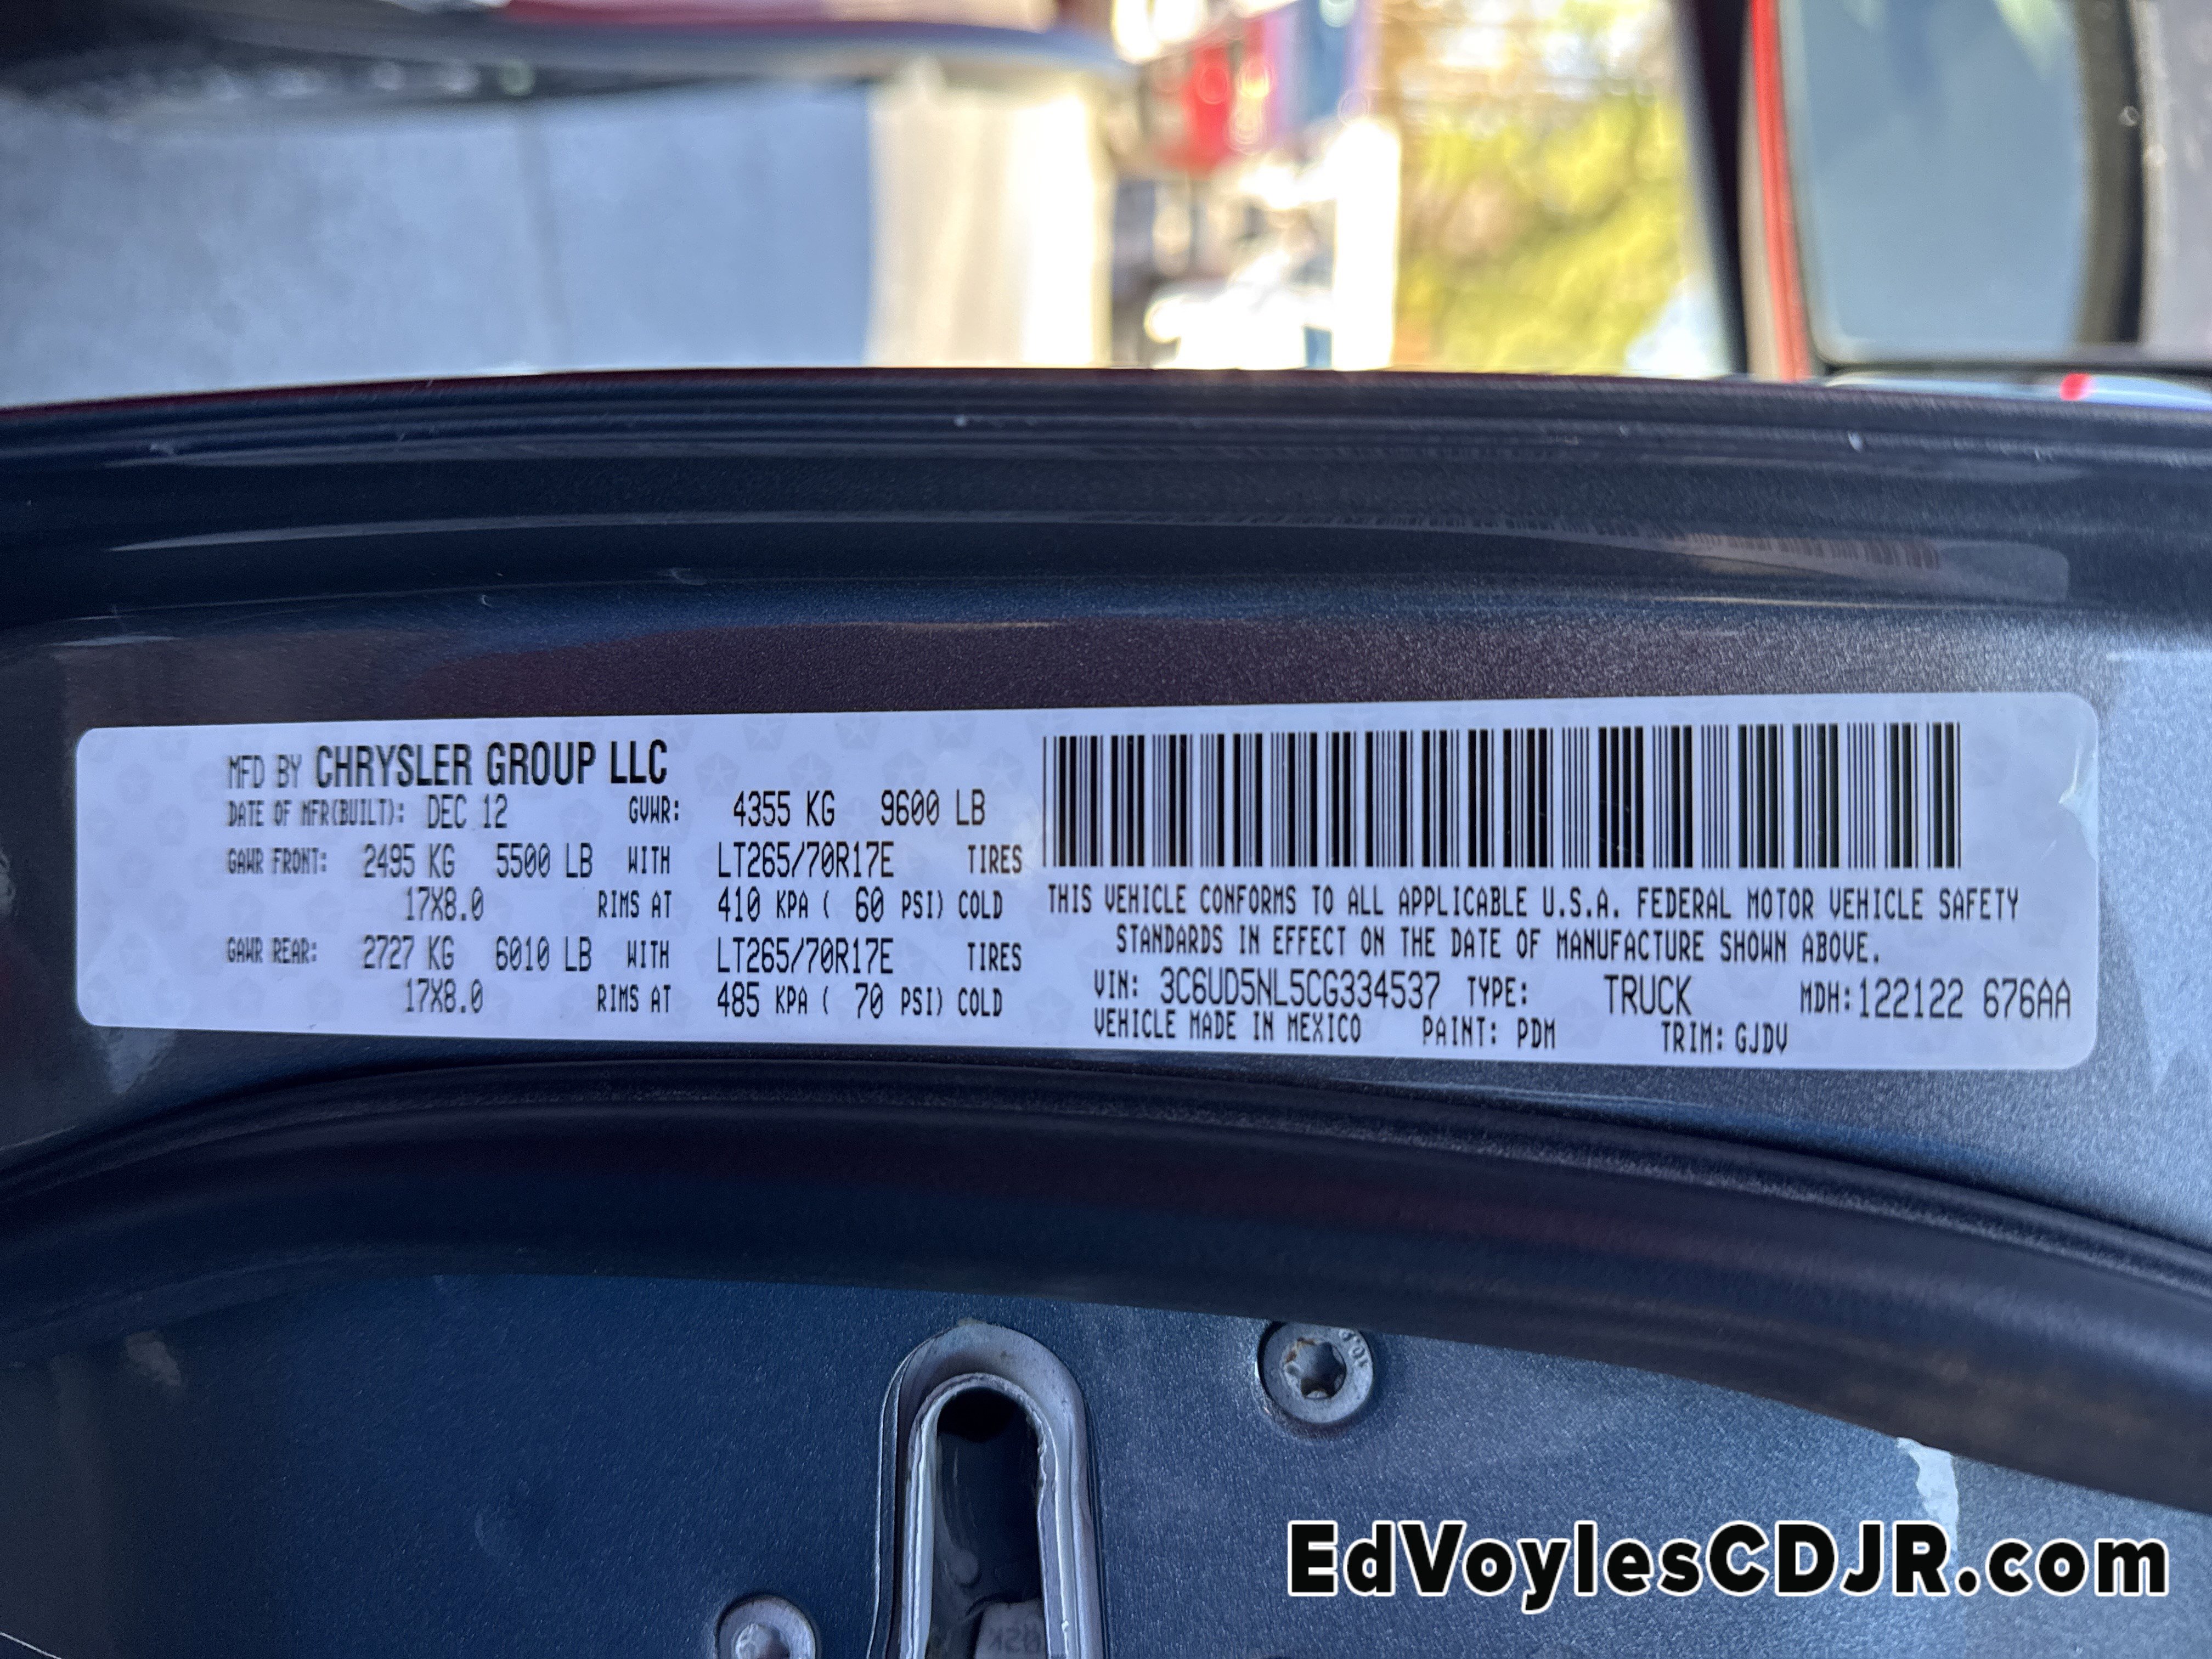 MFD BY CHRYSLER GROUP LLC
DATE OF MFR(BUILT): DEC 12 GVWR: 4355 KG 9600 LB
GAWR FRONT: 2495 KG 5500 LB WITH LT265/70R17E TIRES
17X8.0 RIMS AT 410 KPA ( 60 PSI) COLD
GAWR REAR: 2727 KG 6010 LB WITH LT265/70R17E TIRES
17X8.0 RIMS AT 485 KPA ( 70 PSI) COLD
THIS VEHICLE CONFORMS TO ALL APPLICABLE U.S.A. FEDERAL MOTOR VEHICLE SAFETY
STANDARDS IN EFFECT ON THE DATE OF MANUFACTURE SHOWN ABOVE.
VIN: 3C6UD5NL5CG334537 TYPE: TRUCK MDH: 122122 676AA
VEHICLE MADE IN MEXICO PAINT: PDM TRIM: GJDV
EdVoylesCDJR.com